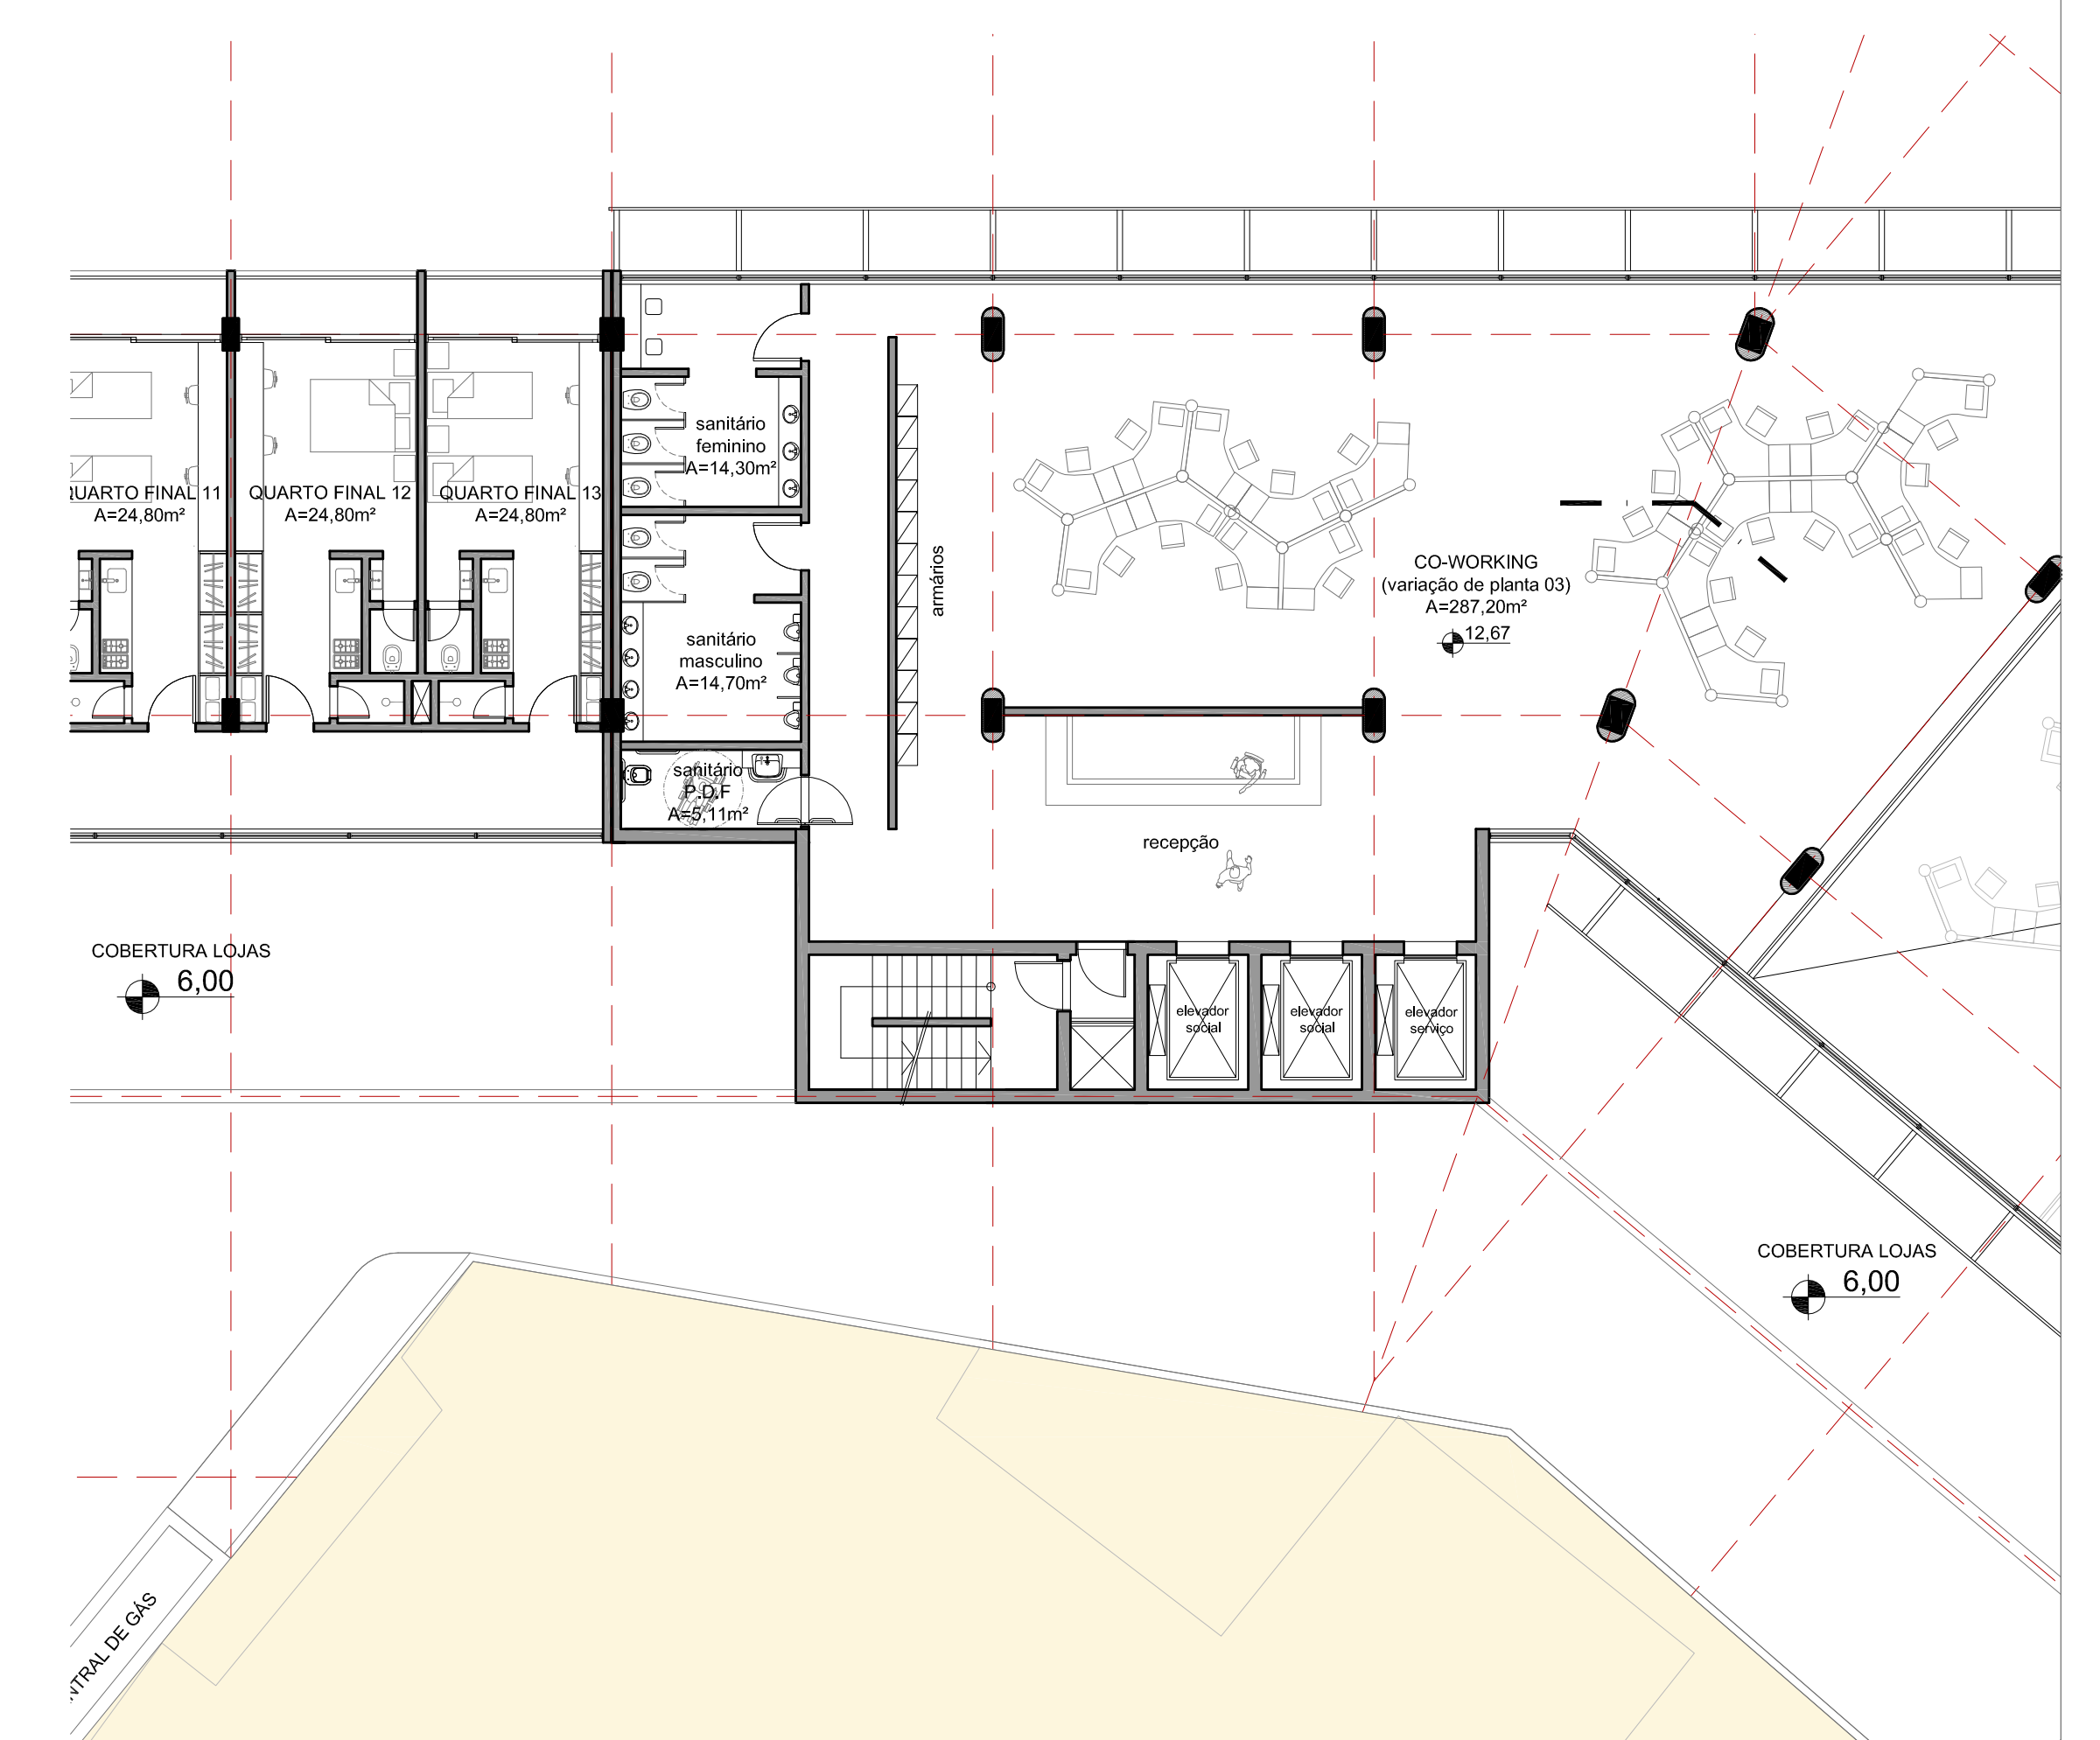 sanitário
feminino
A=14,30m²
QUARTO FINAL 11
A=24,80m²
QUARTO FINAL 12
A=24,80m²
QUARTO FINAL 13
A=24,80m²
armários
CO-WORKING
(variação de planta 03)
A=287,20m²
12,67
sanitário
masculino
A=14,70m²
sanitário
P.D.F
A=5,11m²
recepção
COBERTURA LOJAS
6,00
elevador
social
elevador
social
elevador
serviço
COBERTURA LOJAS
6,00
NTRAL DE GÁS